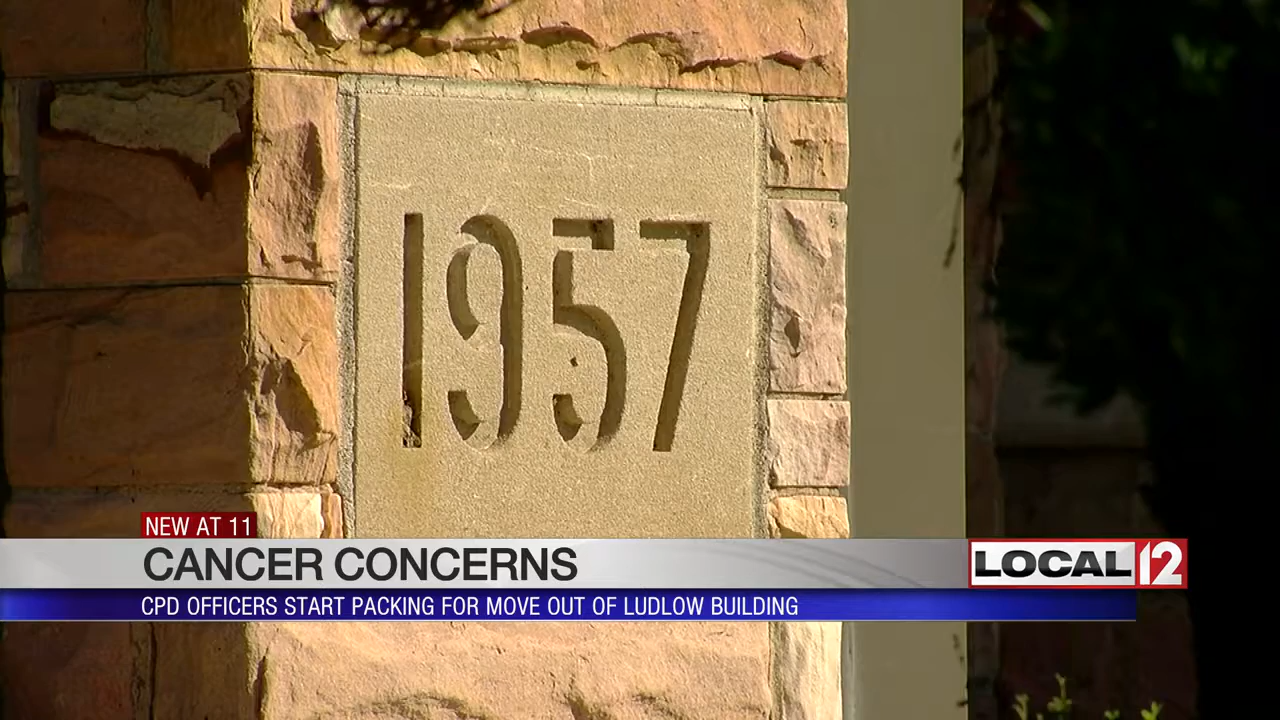 1957
NEW AT 11
CANCER CONCERNS
LOCAL 12
CPD OFFICERS START PACKING FOR MOVE OUT OF LUDLOW BUILDING